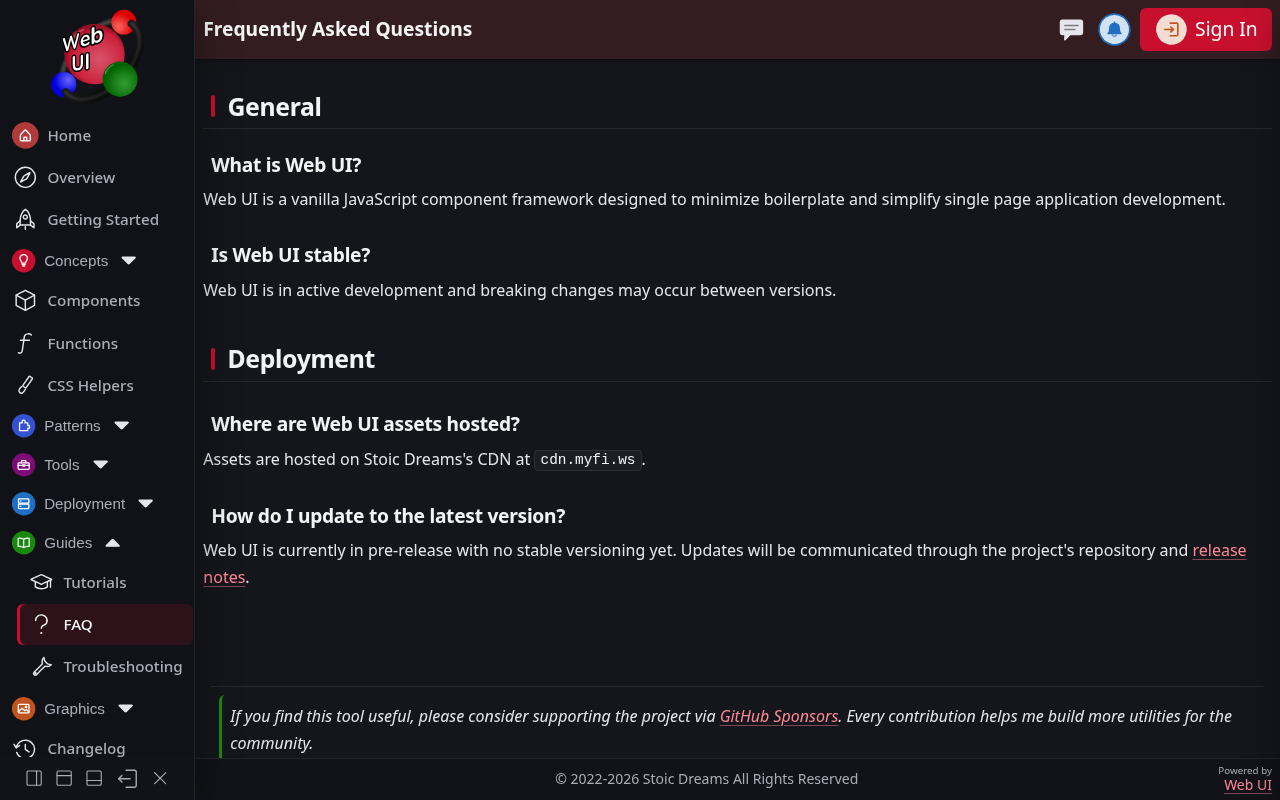 Web
UI
Home
Overview
Getting Started
Concepts
Components
Functions
CSS Helpers
Patterns
Tools
Deployment
Guides
Tutorials
FAQ
Troubleshooting
Graphics
Changelog
Frequently Asked Questions
Sign In
General
What is Web UI?
Web UI is a vanilla JavaScript component framework designed to minimize boilerplate and simplify single page application development.
Is Web UI stable?
Web UI is in active development and breaking changes may occur between versions.
Deployment
Where are Web UI assets hosted?
Assets are hosted on Stoic Dreams's CDN at cdn.myfi.ws.
How do I update to the latest version?
Web UI is currently in pre-release with no stable versioning yet. Updates will be communicated through the project's repository and release
notes.
If you find this tool useful, please consider supporting the project via GitHub Sponsors. Every contribution helps me build more utilities for the
community.
© 2022-2026 Stoic Dreams All Rights Reserved
Powered by
Web UI